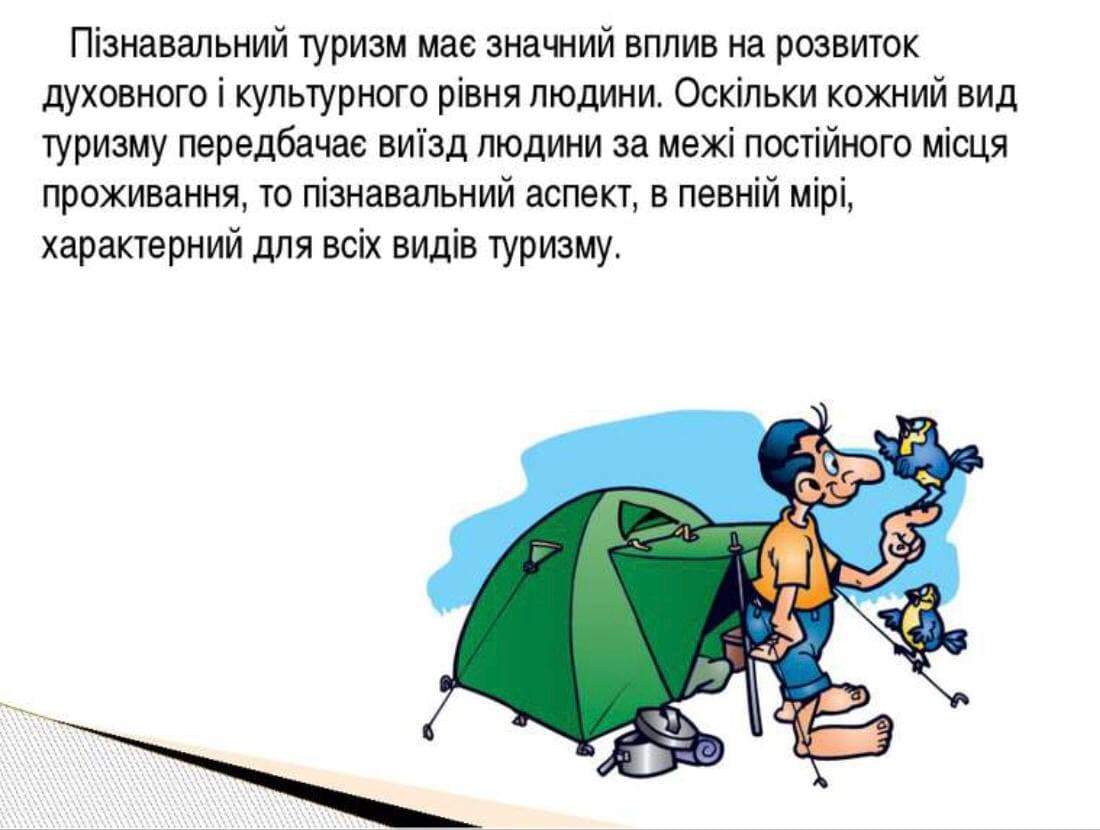 Пізнавальний туризм має значний вплив на розвиток
духовного і культурного рівня людини. Оскільки кожний вид
туризму передбачає виїзд людини за межі постійного місця
проживання, то пізнавальний аспект, в певній мірі,
характерний для всіх видів туризму.